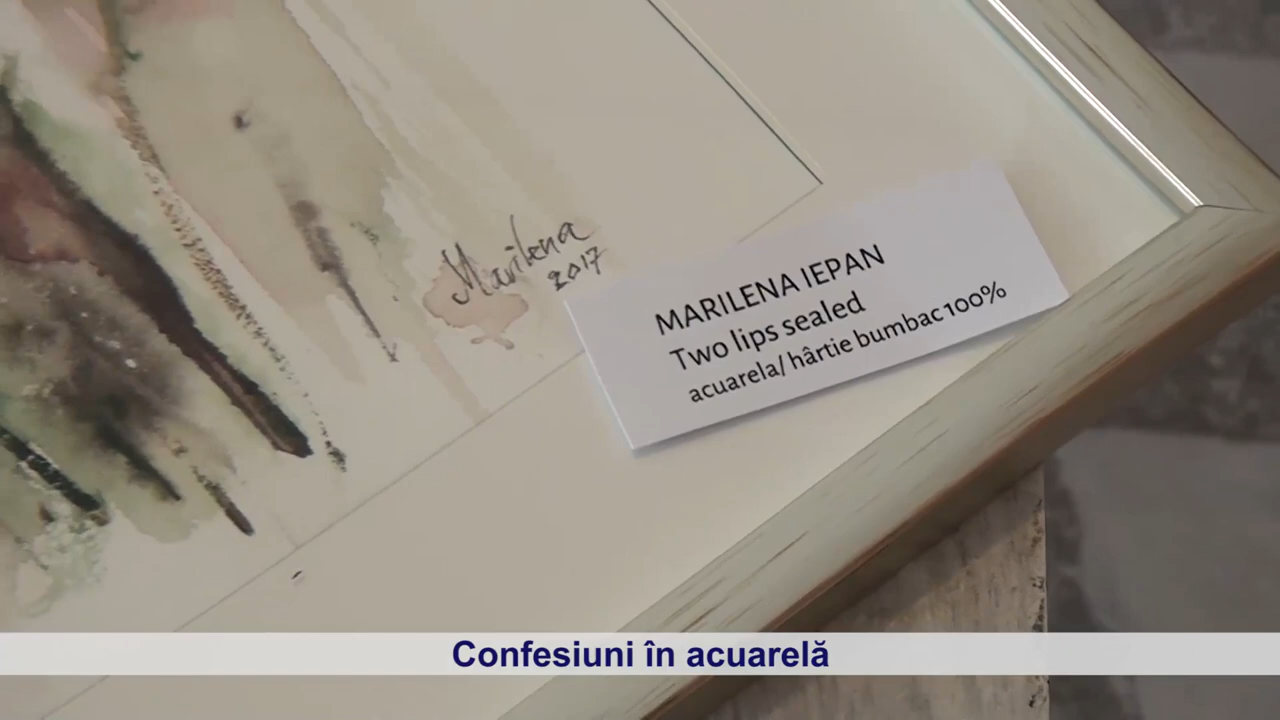 Marilena
2017
MARILENA IEPAN
Two lips sealed
acuarela/ hârtie bumbac 100%
Confesiuni în acuarelă